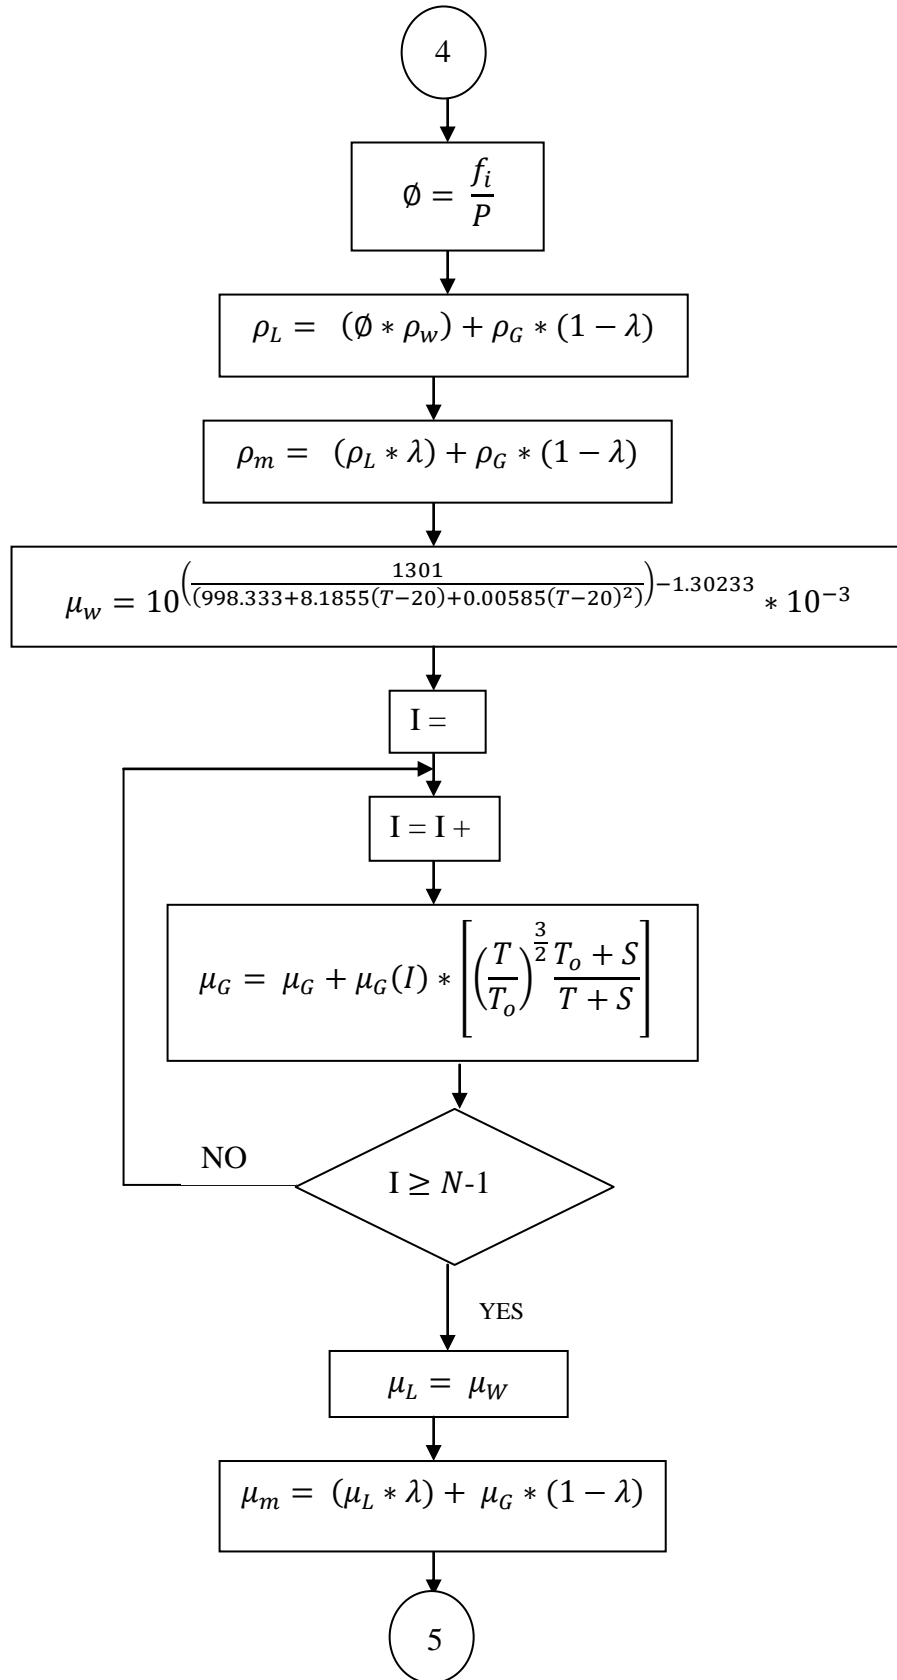 4
∅ = f_i / P
ρ_L = (∅ * ρ_w) + ρ_G * (1 − λ)
ρ_m = (ρ_L * λ) + ρ_G * (1 − λ)
μ_w = 10^((1301 / (998.333+8.1855(T−20)+0.00585(T−20)^2))−1.30233) * 10^−3
I =
I = I +
μ_G = μ_G + μ_G(I) * [(T / T_o)^(3/2) (T_o + S) / (T + S)]
NO
I ≥ N-1
YES
μ_L = μ_W
μ_m = (μ_L * λ) + μ_G * (1 − λ)
5